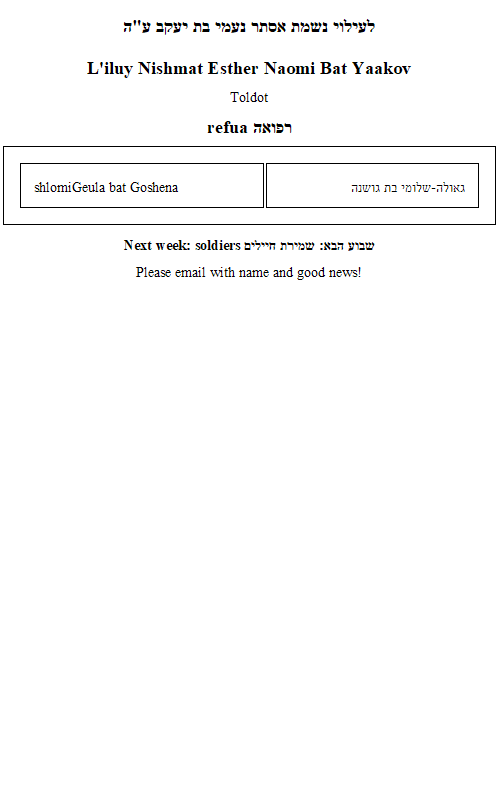 לעילוי נשמת אסתר נעמי בת יעקב ע"ה
L'iluy Nishmat Esther Naomi Bat Yaakov
Toldot
refua רפואה
shlomiGeula bat Goshena גאולה-שלומי בת גושנה
Next week: soldiers שבוע הבא: שמירת חיילים
Please email with name and good news!